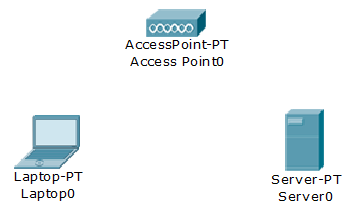 AccessPoint-PT
Access Point0
Laptop-PT
Laptop0
Server-PT
Server0